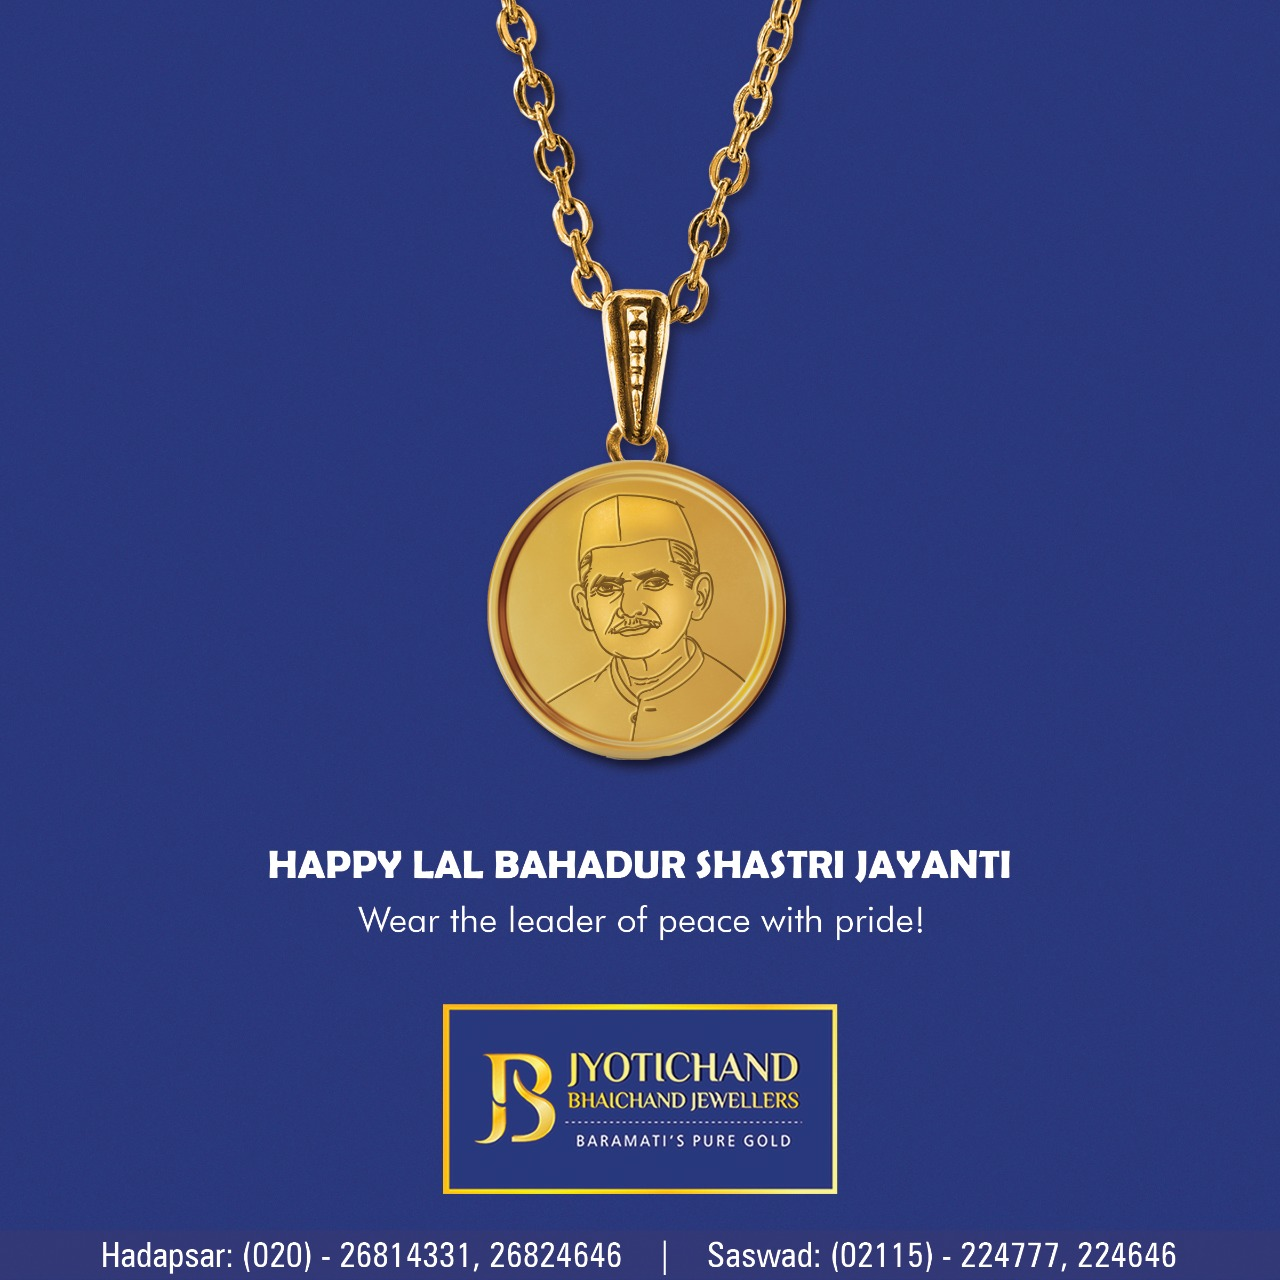 HAPPY LAL BAHADUR SHASTRI JAYANTI
Wear the leader of peace with pride!
JB JYOTICHAND
BHAICHAND JEWELLERS
BARAMATI'S PURE GOLD
Hadapsar: (020) - 26814331, 26824646 | Saswad: (02115) - 224777, 224646